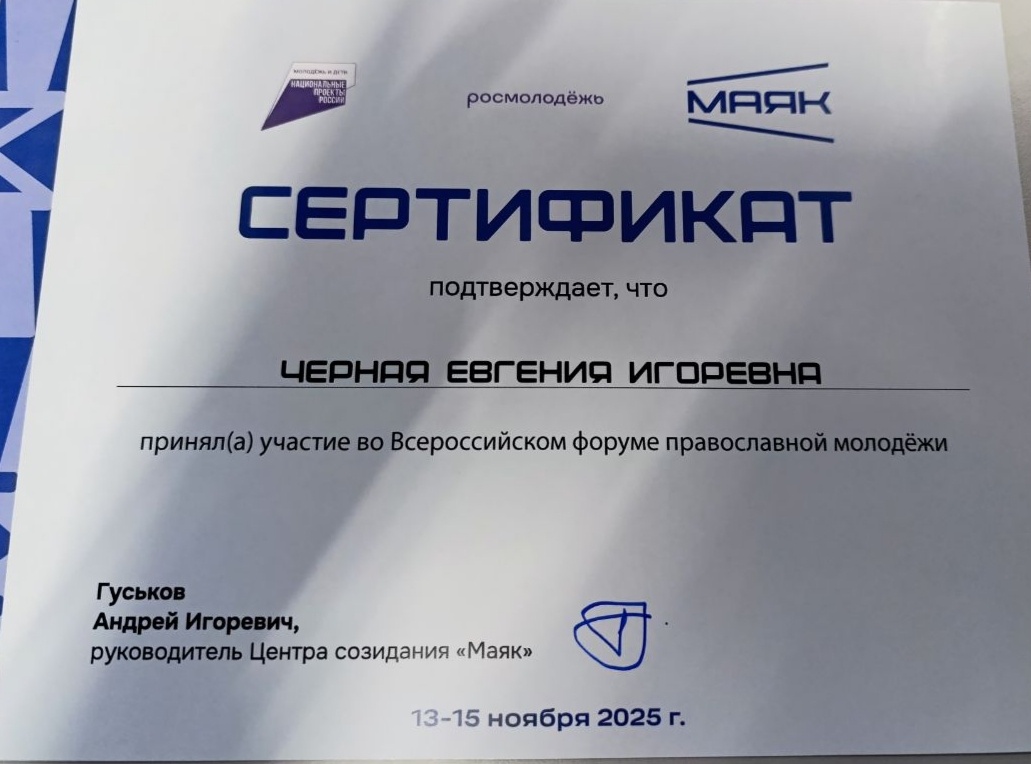 МОЛОДЁЖЬ И ДЕТИ
НАЦИОНАЛЬНЫЕ
ПРОЕКТЫ
РОССИИ
росмолодёжь
МАЯК
СЕРТИФИКАТ
подтверждает, что
ЧЕРНАЯ ЕВГЕНИЯ ИГОРЕВНА
принял(а) участие во Всероссийском форуме православной молодёжи
Гуськов
Андрей Игоревич,
руководитель Центра созидания «Маяк»
13-15 ноября 2025 г.